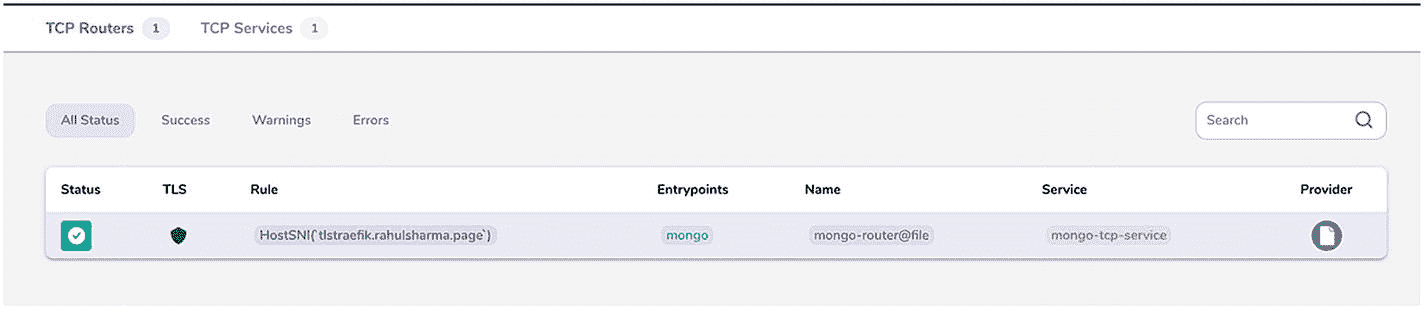 TCP Routers 1 TCP Services 1
All Status Success Warnings Errors Search
Status TLS Rule Entrypoints Name Service Provider
HostSNI(`tlstraefik.rahulsharma.page`) mongo mongo-router@file mongo-tcp-service